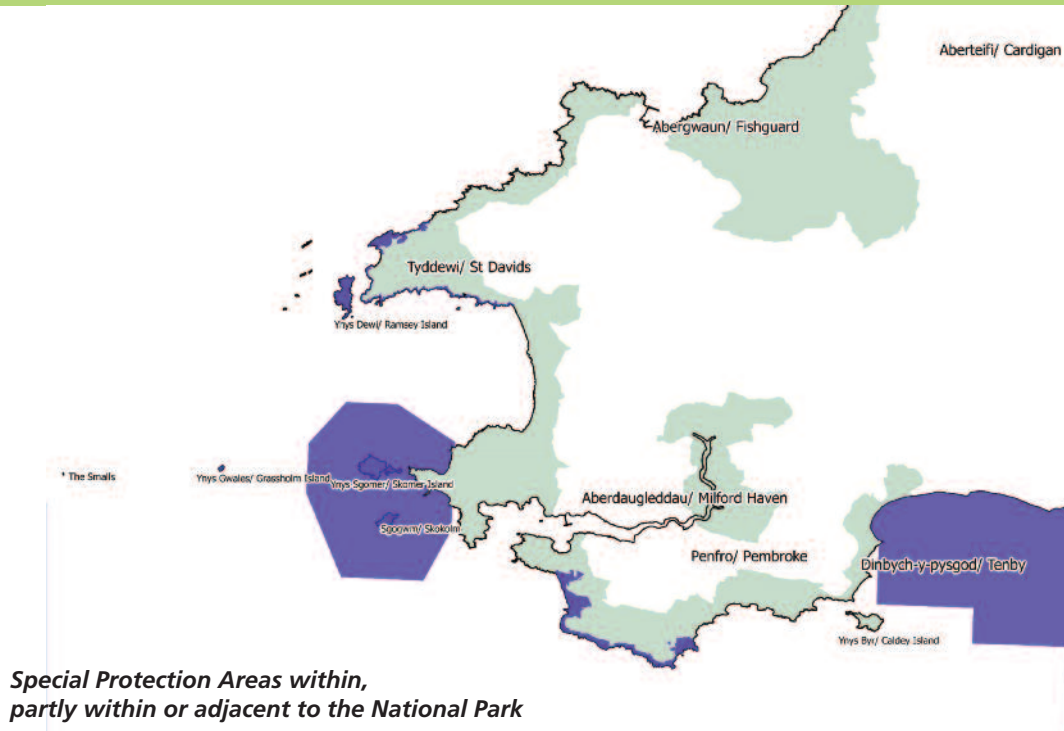 Aberteifi/ Cardigan
Abergwaun/ Fishguard
Tyddewi/ St Davids
Ynys Dewi/ Ramsey Island
* The Smalls
Ynys Gwales/ Grassholm Island
Ynys Sgomer/ Skomer Island
Sgogwm/ Skokolm
Aberdaugleddau/ Milford Haven
Penfro/ Pembroke
Dinbych-y-pysgod/ Tenby
Ynys Byr/ Caldey Island
Special Protection Areas within,
partly within or adjacent to the National Park